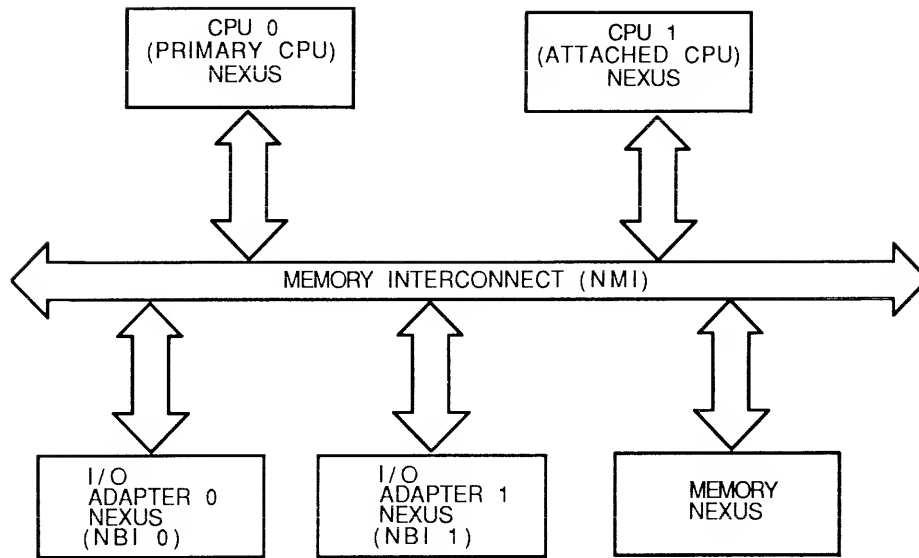 CPU 0
(PRIMARY CPU)
NEXUS
CPU 1
(ATTACHED CPU)
NEXUS
MEMORY INTERCONNECT (NMI)
I/O
ADAPTER 0
NEXUS
(NBI 0)
I/O
ADAPTER 1
NEXUS
(NBI 1)
MEMORY
NEXUS